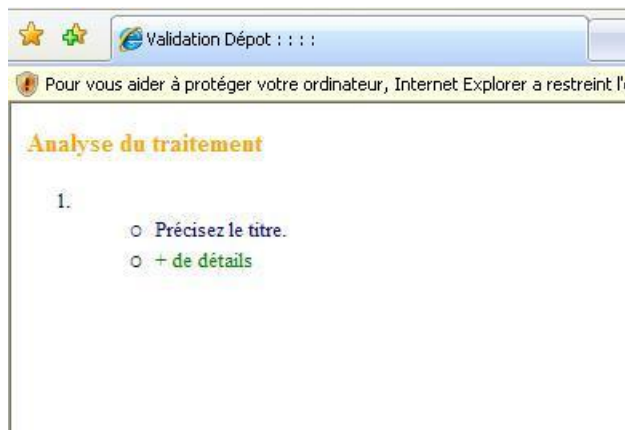 Validation Dépot : : : :
Pour vous aider à protéger votre ordinateur, Internet Explorer a restreint
Analyse du traitement
1.
Précisez le titre.
+ de détails